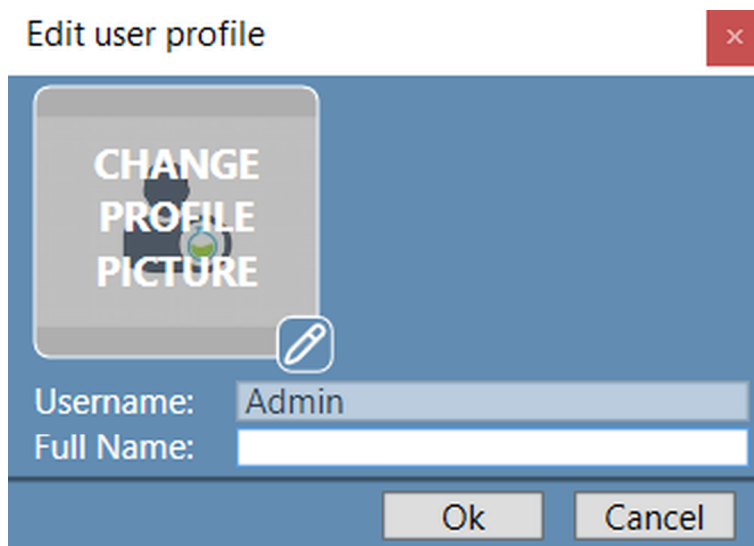 Edit user profile
CHANGE
PROFILE
PICTURE
Username: Admin
Full Name:
Ok Cancel